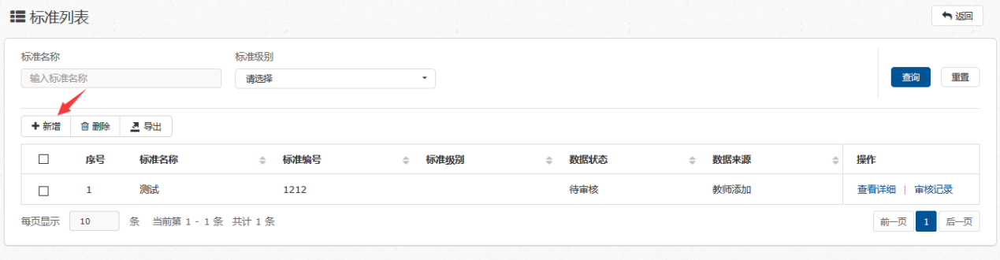 标准列表
返回
标准名称 标准级别
输入标准名称 请选择 查询 重置
新增 删除 导出
序号 标准名称 标准编号 标准级别 数据状态 数据来源 操作
1 测试 1212 待审核 教师添加 查看详细 | 审核记录
每页显示 10 条 当前第 1 - 1 条 共计 1 条 前一页 1 后一页